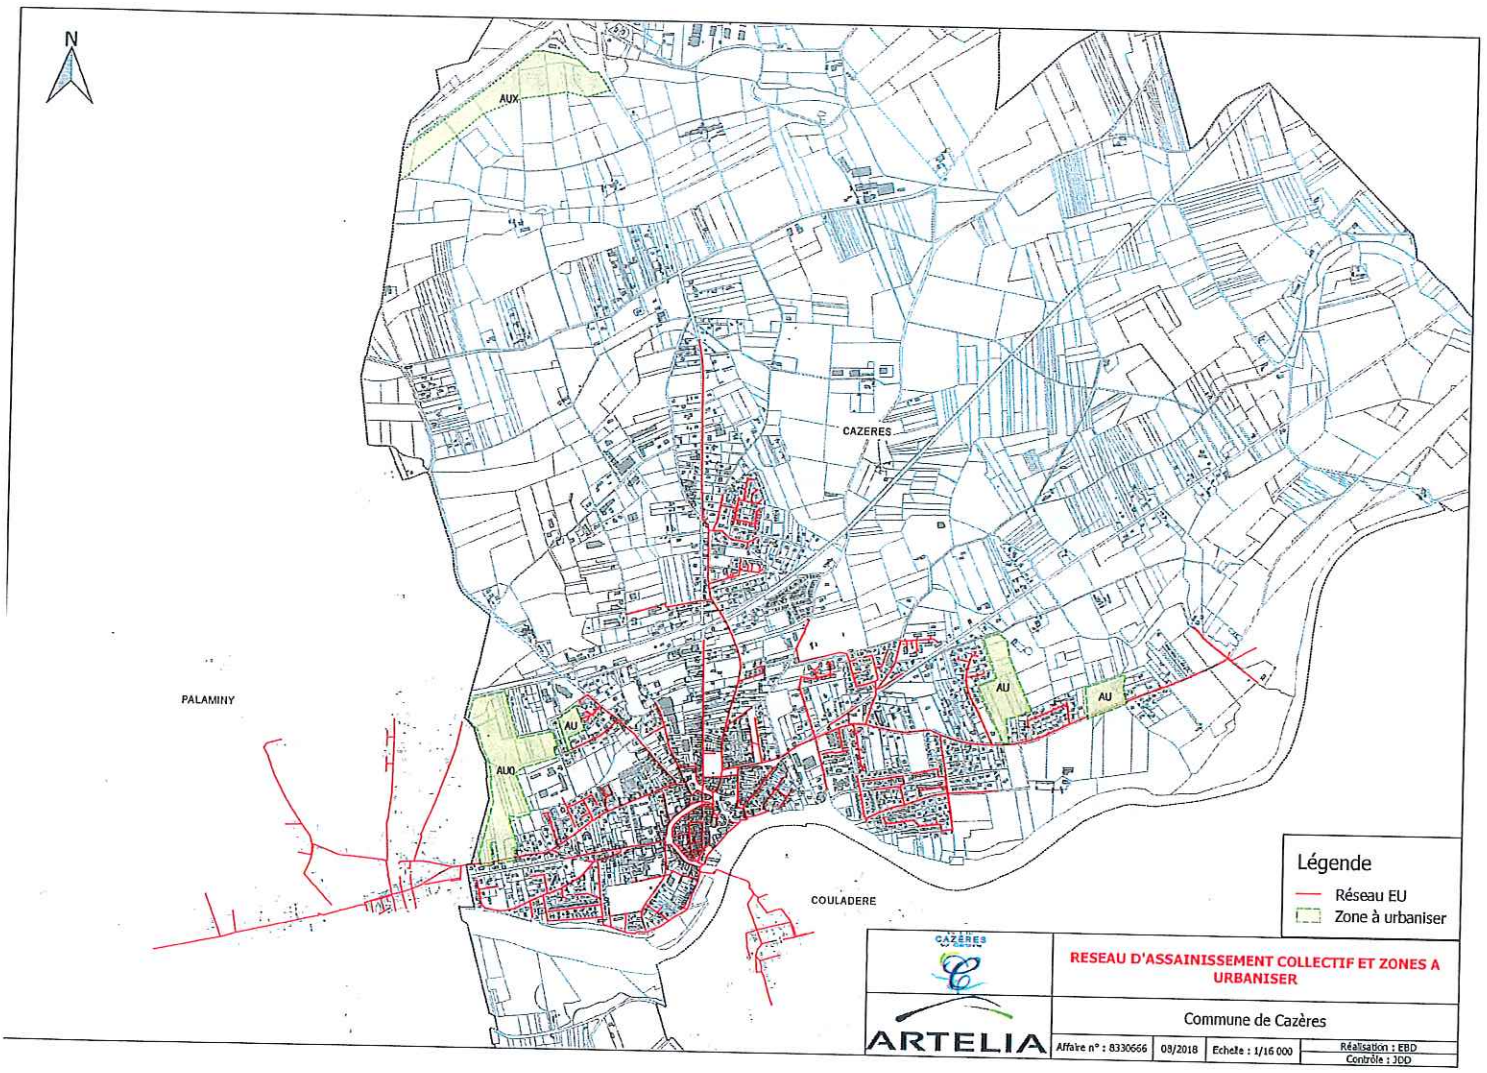 N
AUX
CAZERES
PALAMINY
AU
AU
AU
AU0
COULADERE
Légende
Réseau EU
Zone à urbaniser
CAZÈRES
RESEAU D'ASSAINISSEMENT COLLECTIF ET ZONES A
URBANISER
Commune de Cazères
ARTELIA
Affaire n° : 8330666
08/2018
Echelle : 1/16 000
Réalisation : EBD
Contrôle : JDD